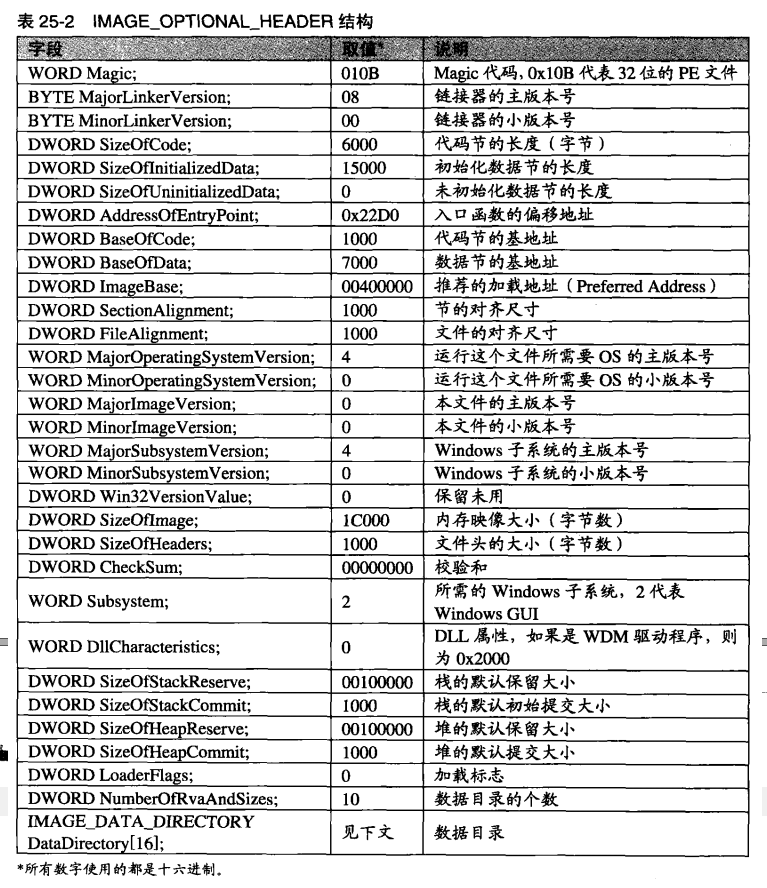 表 25-2 IMAGE_OPTIONAL_HEADER 结构
字段 取值* 说明
WORD Magic; 010B Magic 代码，0x10B 代表 32 位的 PE 文件
BYTE MajorLinkerVersion; 08 链接器的主版本号
BYTE MinorLinkerVersion; 00 链接器的小版本号
DWORD SizeOfCode; 6000 代码节的长度（字节）
DWORD SizeOfInitializedData; 15000 初始化数据节的长度
DWORD SizeOfUninitializedData; 0 未初始化数据节的长度
DWORD AddressOfEntryPoint; 0x22D0 入口函数的偏移地址
DWORD BaseOfCode; 1000 代码节的基地址
DWORD BaseOfData; 7000 数据节的基地址
DWORD ImageBase; 00400000 推荐的加载地址（Preferred Address）
DWORD SectionAlignment; 1000 节的对齐尺寸
DWORD FileAlignment; 1000 文件的对齐尺寸
WORD MajorOperatingSystemVersion; 4 运行这个文件所需要 OS 的主版本号
WORD MinorOperatingSystemVersion; 0 运行这个文件所需要 OS 的小版本号
WORD MajorImageVersion; 0 本文件的主版本号
WORD MinorImageVersion; 0 本文件的小版本号
WORD MajorSubsystemVersion; 4 Windows 子系统的主版本号
WORD MinorSubsystemVersion; 0 Windows 子系统的小版本号
DWORD Win32VersionValue; 0 保留未用
DWORD SizeOfImage; 1C000 内存映像大小（字节数）
DWORD SizeOfHeaders; 1000 文件头的大小（字节数）
DWORD CheckSum; 00000000 校验和
WORD Subsystem; 2 所需的 Windows 子系统，2 代表
Windows GUI
WORD DllCharacteristics; 0 DLL 属性，如果是 WDM 驱动程序，则
为 0x2000
DWORD SizeOfStackReserve; 00100000 栈的默认保留大小
DWORD SizeOfStackCommit; 1000 栈的默认初始提交大小
DWORD SizeOfHeapReserve; 00100000 堆的默认保留大小
DWORD SizeOfHeapCommit; 1000 堆的默认提交大小
DWORD LoaderFlags; 0 加载标志
DWORD NumberOfRvaAndSizes; 10 数据目录的个数
IMAGE_DATA_DIRECTORY
DataDirectory[16]; 见下文 数据目录
*所有数字使用的都是十六进制。